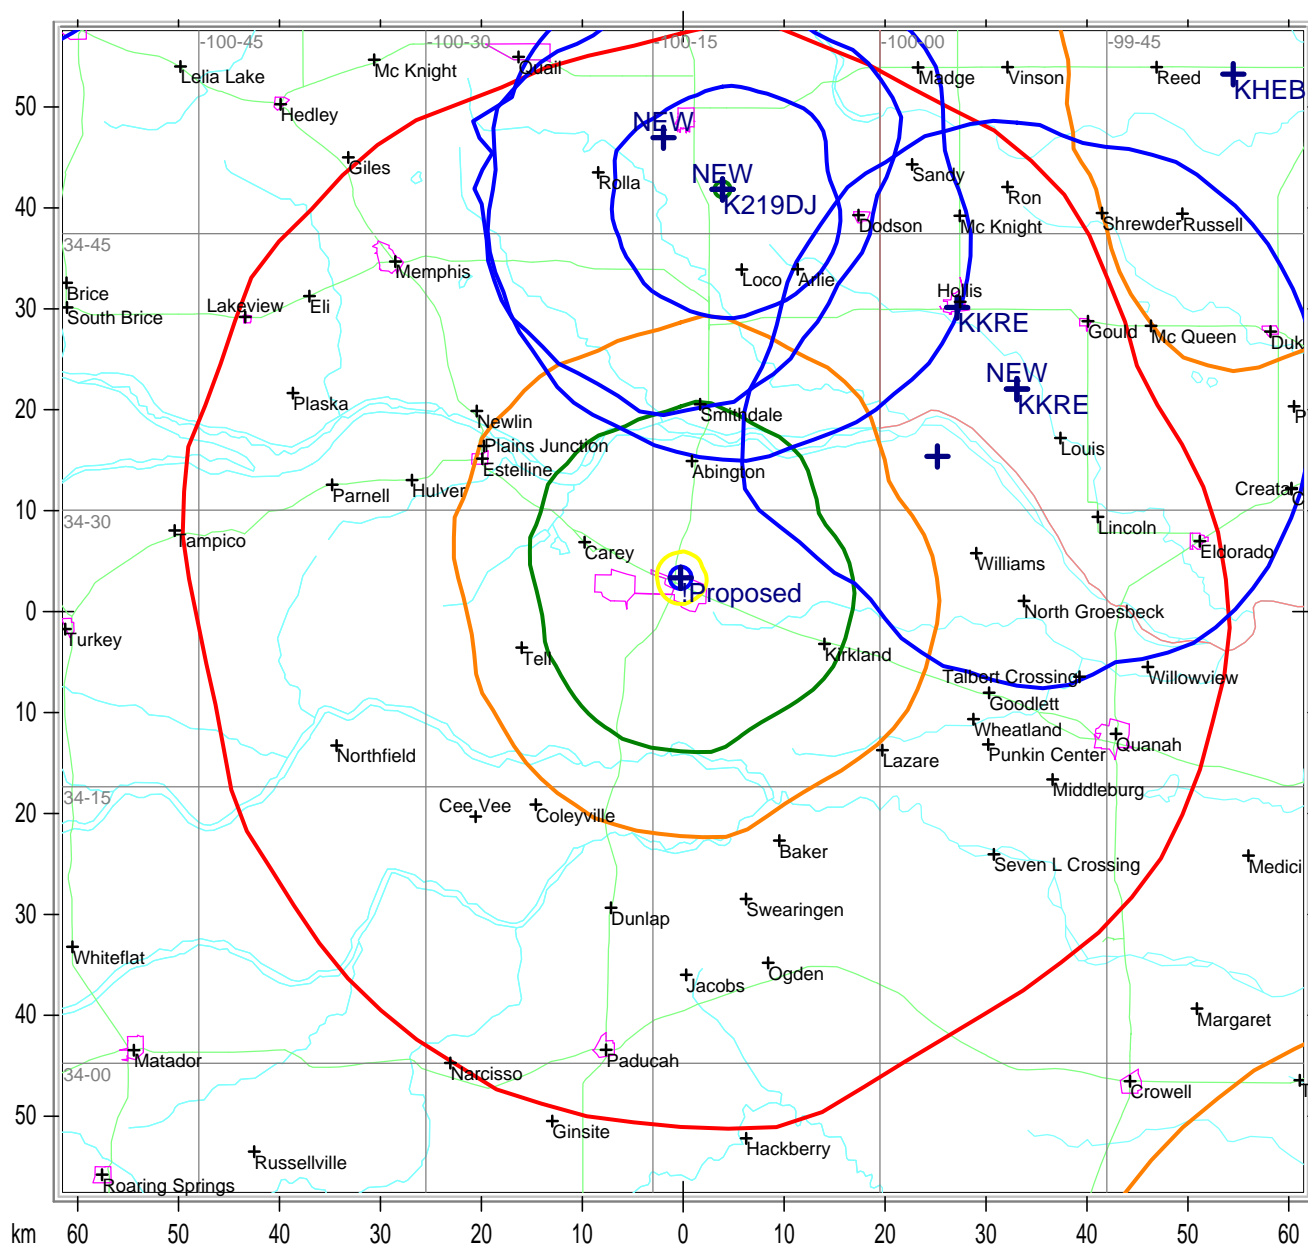 -100-45
-100-30
-100-15
-100-00
-99-45
Lelia Lake
Mc Knight
Quail
Madge
Vinson
Reed
KHEB
50
Hedley
NEW
Giles
Rolla
NEW
K219DJ
Sandy
Ron
40
Dodson
Mc Knight
Shrewder
Russell
34-45
Memphis
Loco
Arlie
Brice
Eli
Hollis
30
South Brice
Lakeview
KKRE
Gould
Mc Queen
Duk
NEW
KKRE
Plaska
20
Newlin
Smithdale
P
Plains Junction
Louis
Estelline
Abington
Parnell
Hulver
Creata
C
10
34-30
Lincoln
Tampico
Carey
Eldorado
Williams
!Proposed
0
North Groesbeck
Turkey
Tell
Kirkland
Talbert Crossing
Willowview
Goodlett
10
Wheatland
Northfield
Lazare
Punkin Center
Quanah
34-15
Middleburg
20
Cee Vee
Coleyville
Baker
Seven L Crossing
Medici
30
Dunlap
Swearingen
Whiteflat
Jacobs
Ogden
40
Margaret
Matador
Paducah
34-00
Narcisso
Crowell
T
50
Ginsite
Hackberry
Russellville
Roaring Springs
km
60
50
40
30
20
10
0
10
20
30
40
50
60